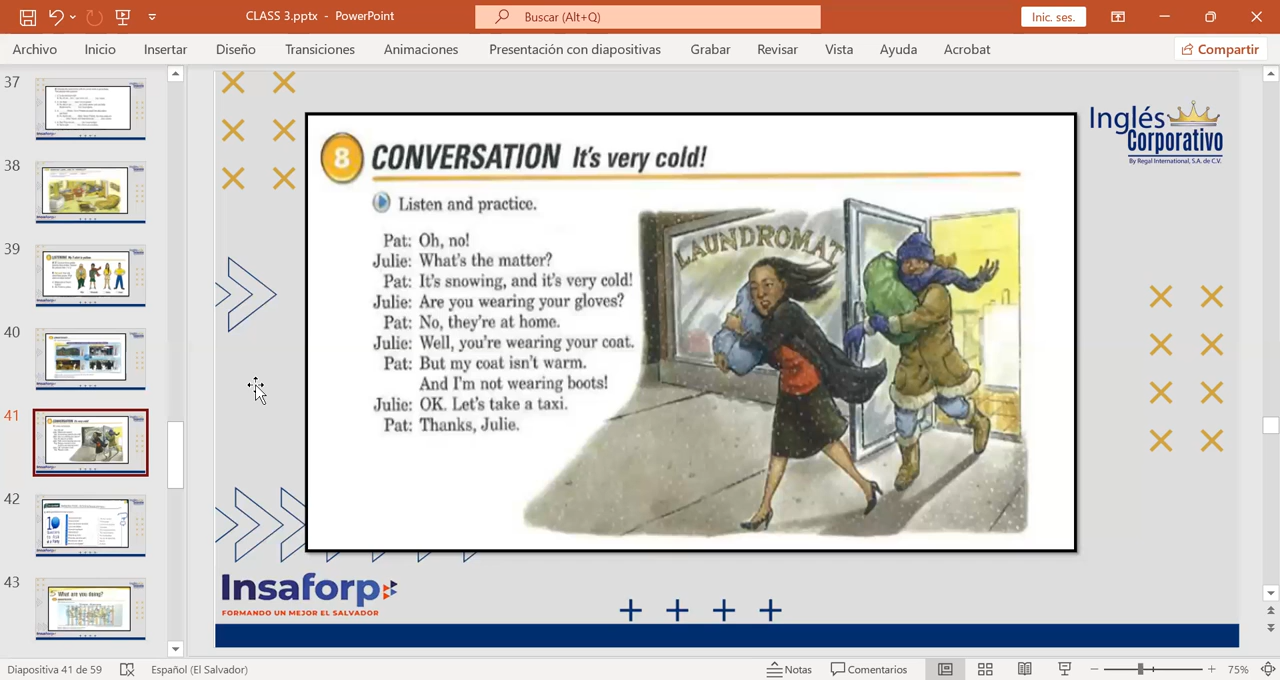 CLASS 3.pptx - PowerPoint
Buscar (Alt+Q)
Inic. ses.
Archivo Inicio Insertar Diseño Transiciones Animaciones Presentación con diapositivas Grabar Revisar Vista Ayuda Acrobat Compartir
37
38
39
40
41
42
43
What are you doing?
Inglés
Corporativo
By Regal International, S.A. de C.V.
8 CONVERSATION It's very cold!
Listen and practice.
LAUNDROMAT
Pat: Oh, no!
Julie: What's the matter?
Pat: It's snowing, and it's very cold!
Julie: Are you wearing your gloves?
Pat: No, they're at home.
Julie: Well, you're wearing your coat.
Pat: But my coat isn't warm.
And I'm not wearing boots!
Julie: OK. Let's take a taxi.
Pat: Thanks, Julie.
Insaforp
FORMANDO UN MEJOR EL SALVADOR
Diapositiva 41 de 59 Español (El Salvador) Notas Comentarios 75%